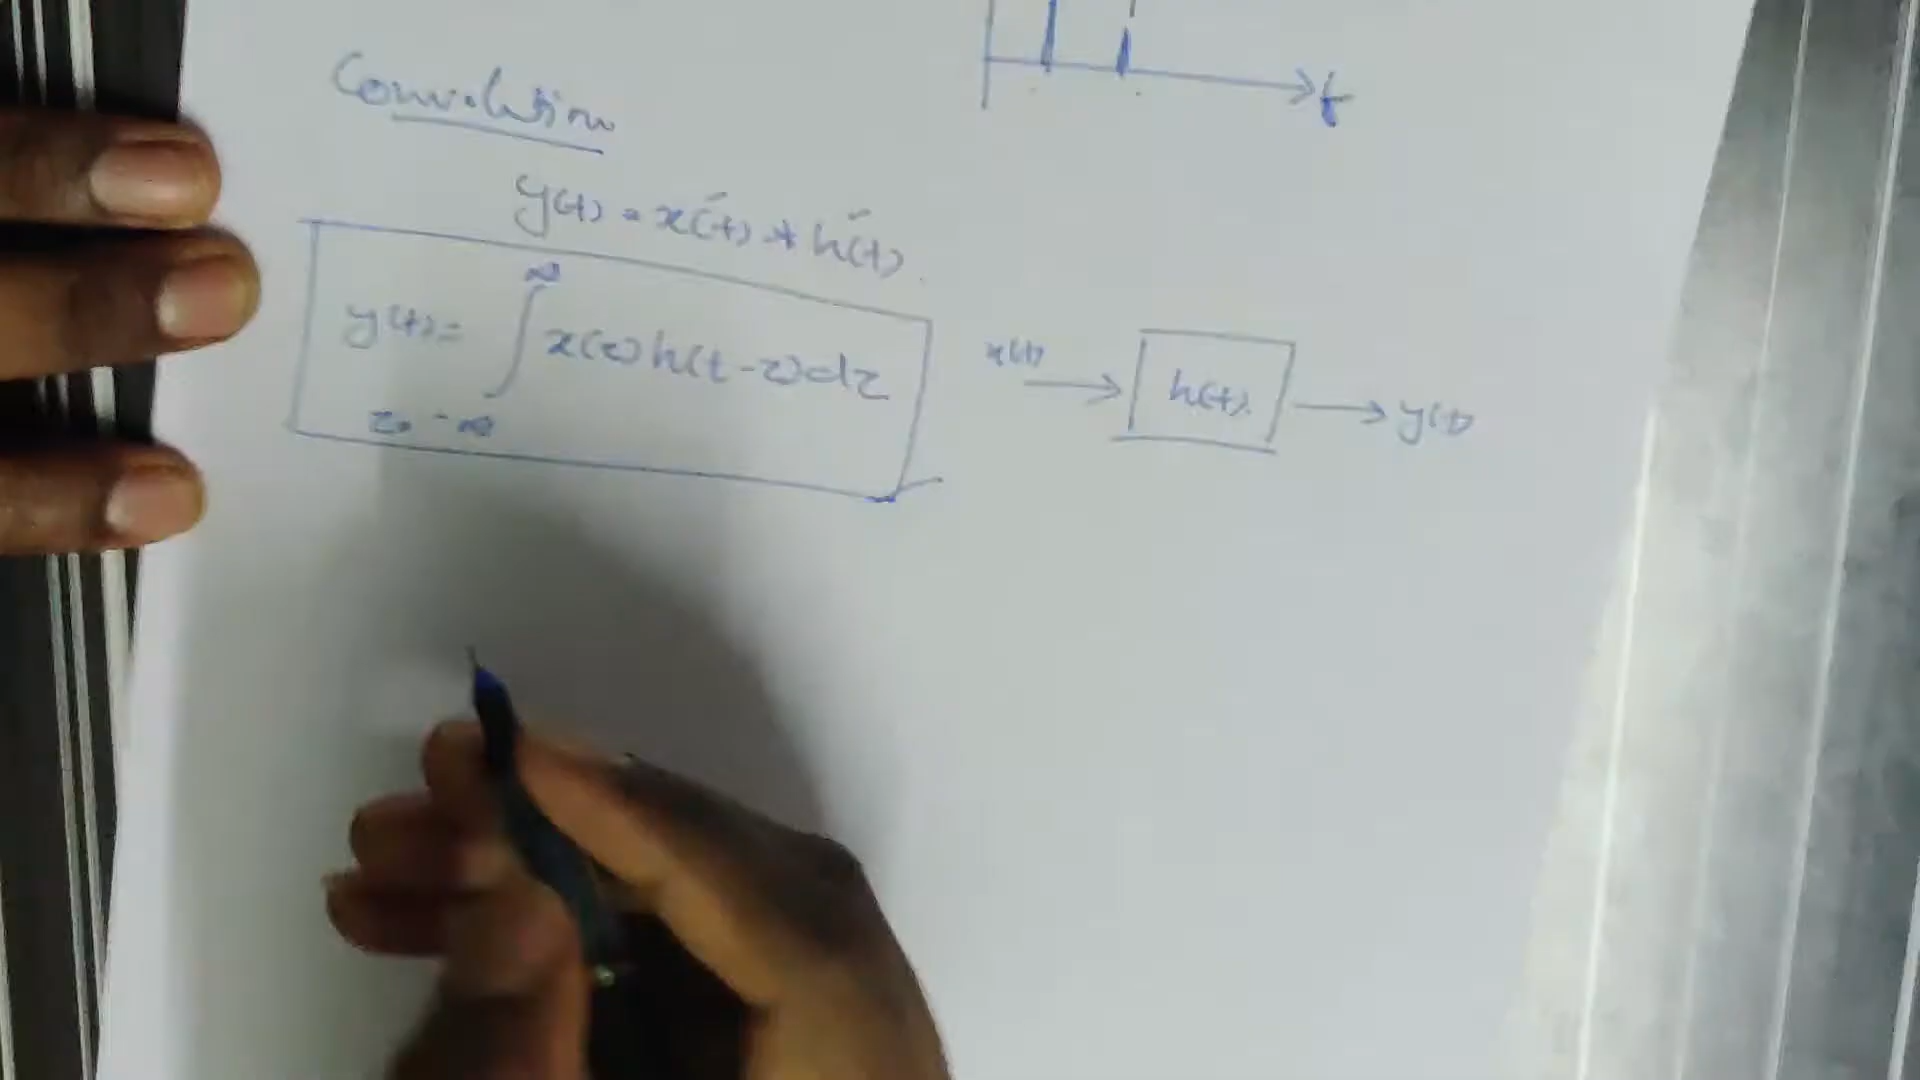 f
Convolution
y(t) = x(t) * h(t).
y(t) = ∫ x(τ) h(t-τ) dτ
∞
τ = -∞
x(t)
h(t).
y(t)